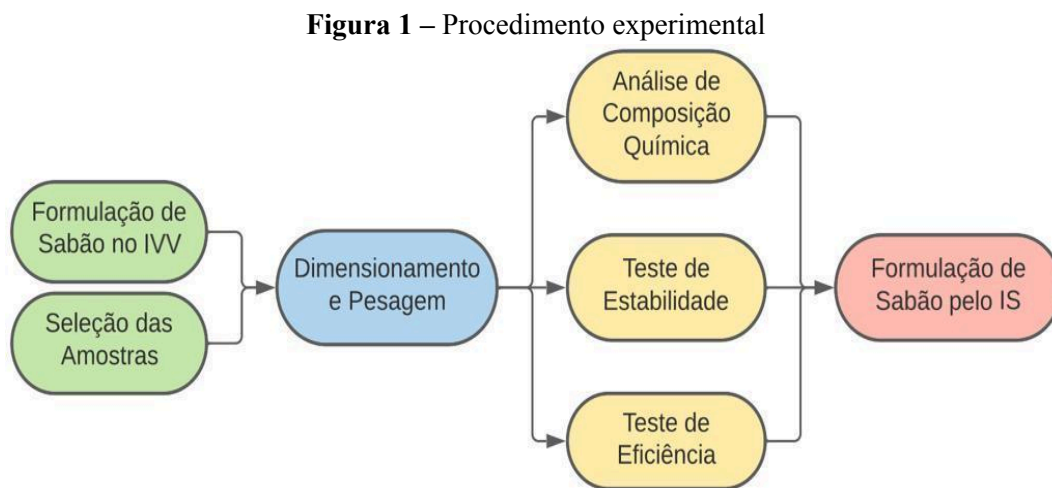 Figura 1 – Procedimento experimental
Formulação de
Sabão no IVV
Seleção das
Amostras
Dimensionamento
e Pesagem
Análise de
Composição
Química
Teste de
Estabilidade
Teste de
Eficiência
Formulação de
Sabão pelo IS